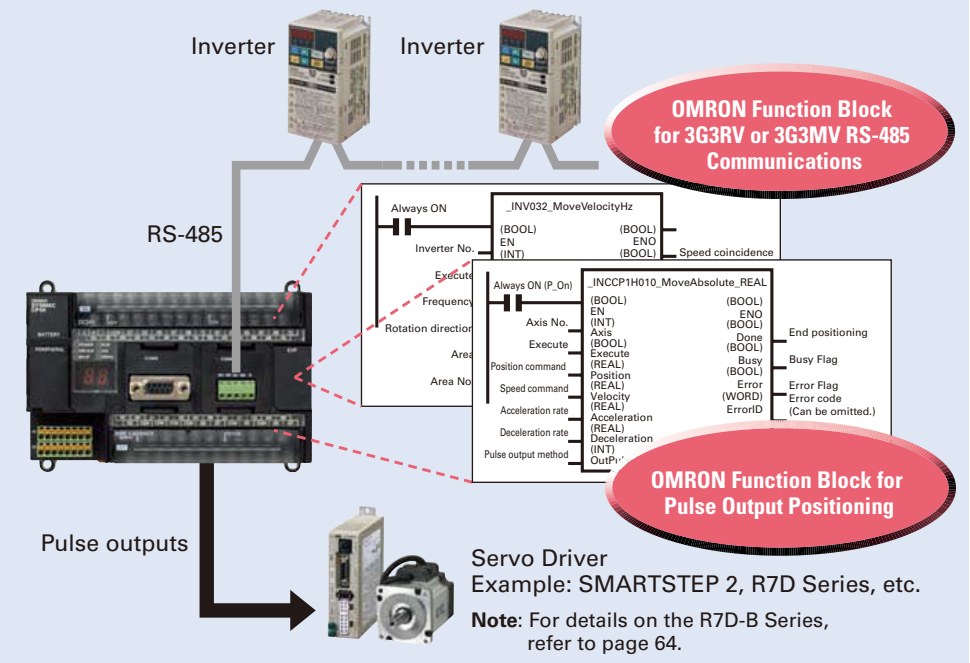 Inverter
Inverter
OMRON Function Block
for 3G3RV or 3G3MV RS-485
Communications
RS-485
Always ON
_INV032_MoveVelocityHz
(BOOL)
EN
(INT)
(BOOL)
ENO
(BOOL)
Inverter No.
Speed coincidence
Execute
Frequency
Rotation direction
Area
Area No
Always ON (P_On)
_INCCP1H010_MoveAbsolute_REAL
(BOOL)
EN
(INT)
Axis
(BOOL)
Execute
(REAL)
Position
(REAL)
Velocity
(REAL)
Acceleration
(REAL)
Deceleration
(INT)
OutPul
(BOOL)
ENO
(BOOL)
Done
(BOOL)
Busy
(BOOL)
Error
(WORD)
ErrorID
Axis No.
Execute
Position command
Speed command
Acceleration rate
Deceleration rate
Pulse output method
End positioning
Busy Flag
Error Flag
Error code
(Can be omitted.)
OMRON Function Block for
Pulse Output Positioning
BATTERY
PERIPHERAL
EXP
Pulse outputs
Servo Driver
Example: SMARTSTEP 2, R7D Series, etc.
Note: For details on the R7D-B Series,
refer to page 64.